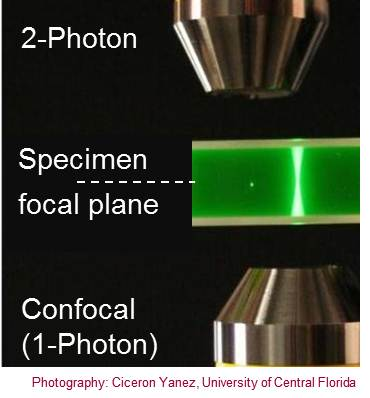 2-Photon
Specimen
focal plane
Confocal
(1-Photon)
Photography: Ciceron Yanez, University of Central Florida